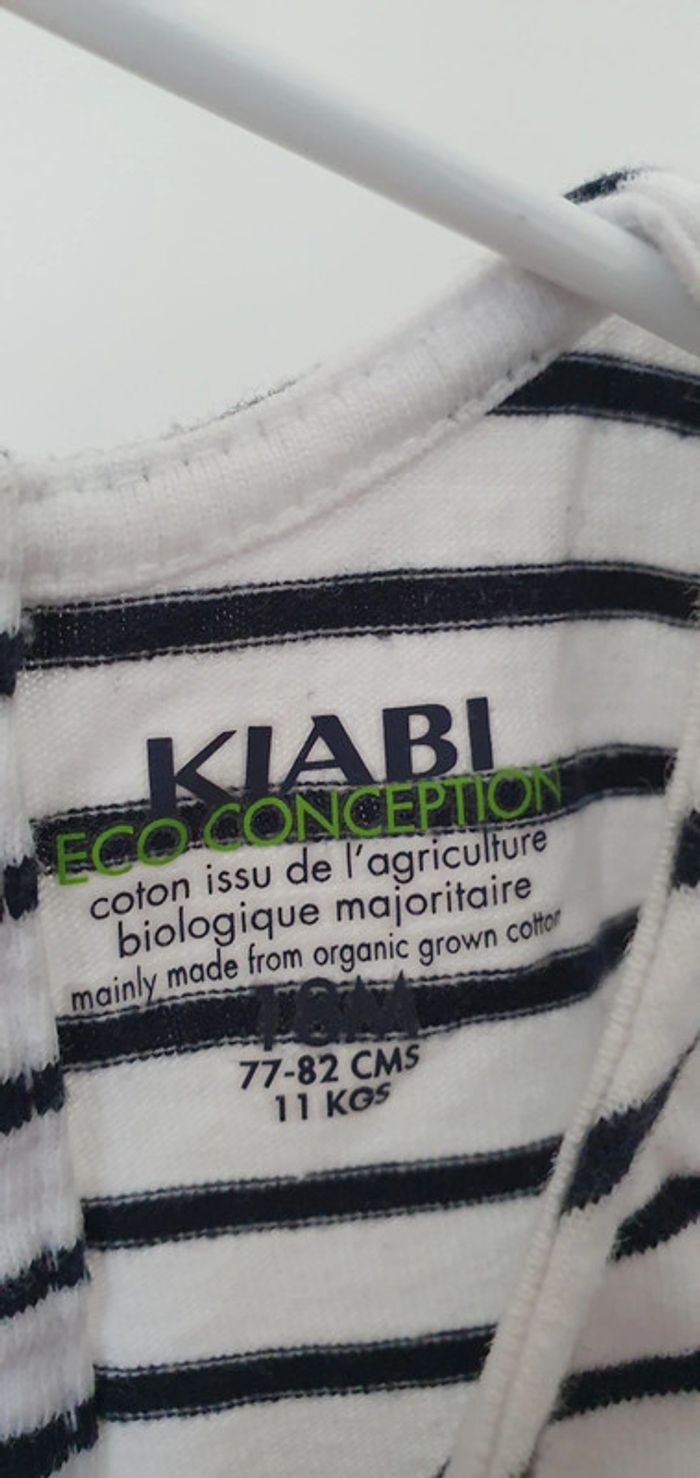 KIABI
ECO CONCEPTION
coton issu de l'agriculture
biologique majoritaire
mainly made from organic grown cotton
18M
77-82 CMS
11 KGS